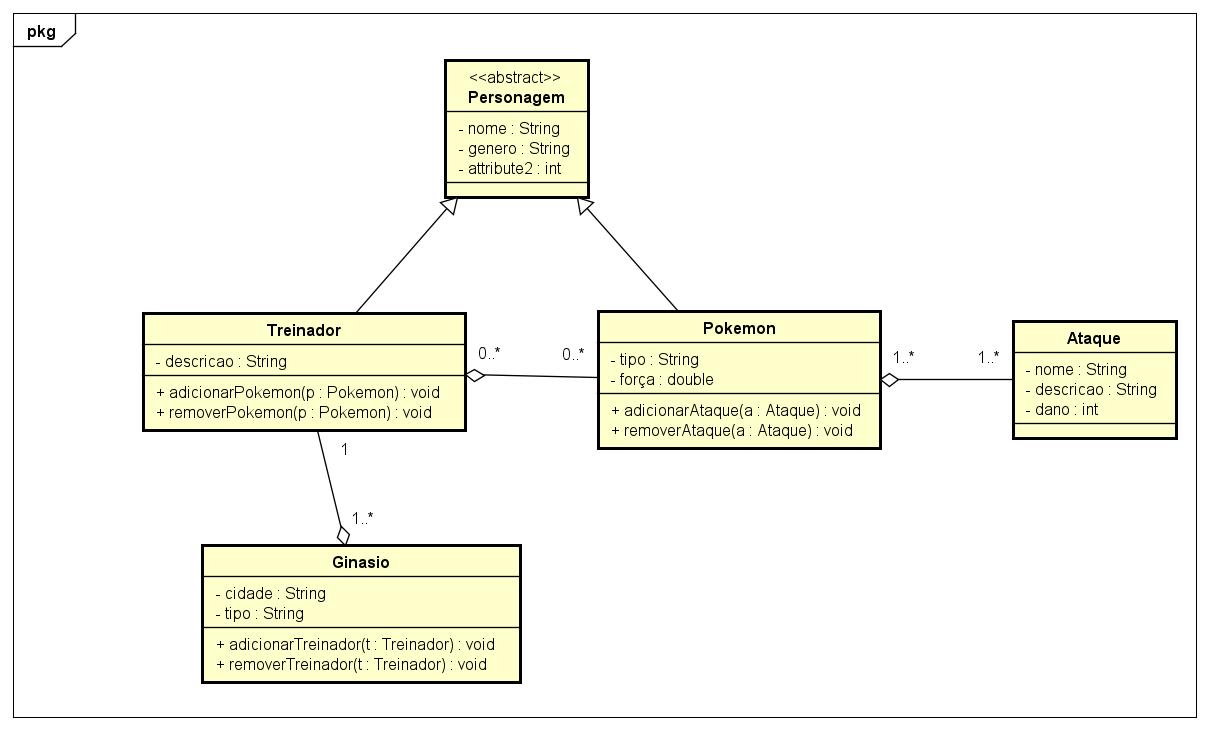 pkg
<<abstract>>
Personagem
- nome : String
- genero : String
- attribute2 : int
Treinador
- descricao : String
+ adicionarPokemon(p : Pokemon) : void
+ removerPokemon(p : Pokemon) : void
0..*
0..*
Pokemon
- tipo : String
- força : double
+ adicionarAtaque(a : Ataque) : void
+ removerAtaque(a : Ataque) : void
1..*
1..*
Ataque
- nome : String
- descricao : String
- dano : int
1
1..*
Ginasio
- cidade : String
- tipo : String
+ adicionarTreinador(t : Treinador) : void
+ removerTreinador(t : Treinador) : void